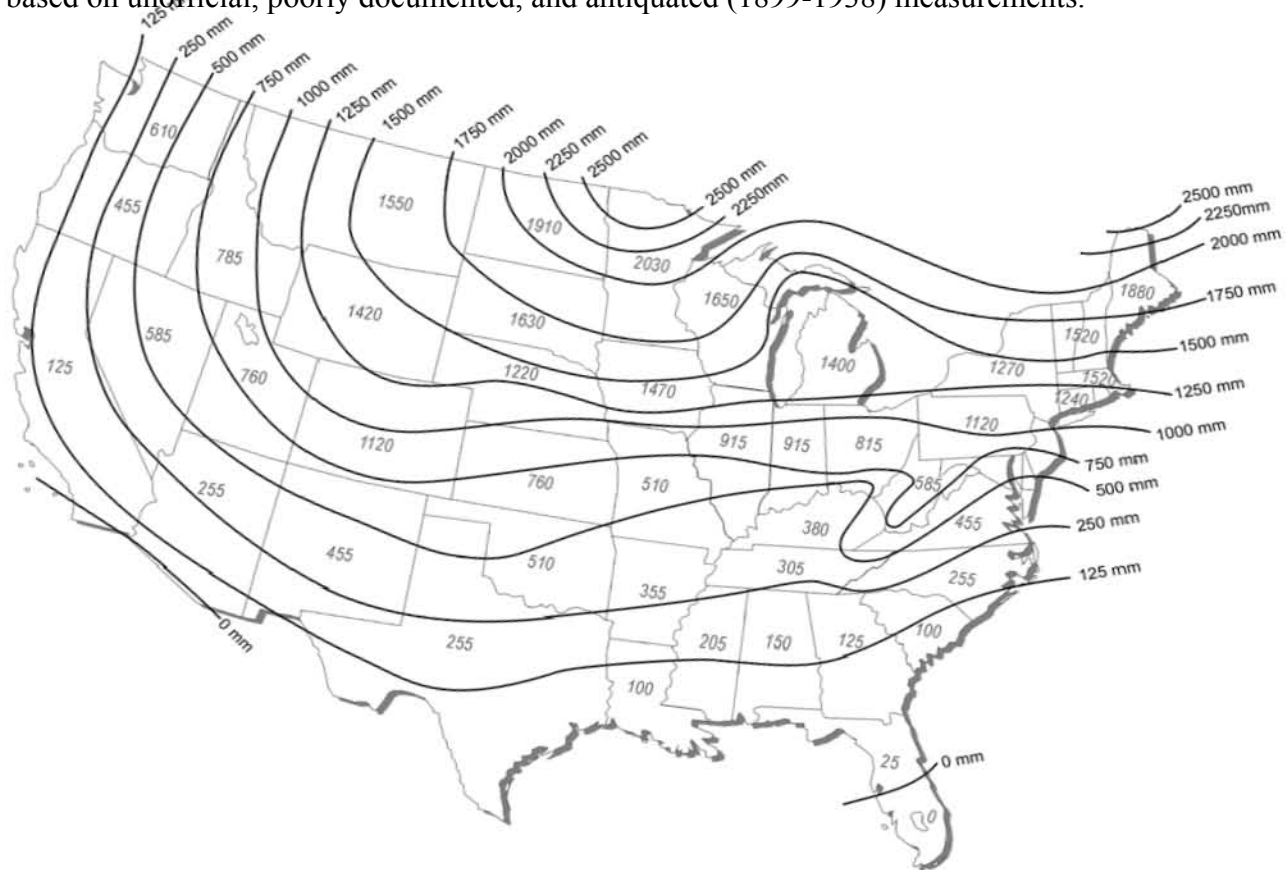 based on unofficial, poorly documented, and antiquated (1899-1938) measurements.
125 mm
250 mm
500 mm
750 mm
1000 mm
1250 mm
1500 mm
1750 mm
2000 mm
2250 mm
2500 mm
2500 mm
2250mm
2500 mm
2250mm
2000 mm
1750 mm
1500 mm
1250 mm
1000 mm
750 mm
500 mm
250 mm
125 mm
0 mm
0 mm
610
455
785
1550
1910
2030
1650
1880
1520
1520
1240
1270
1400
585
125
760
1420
1630
1220
1470
1120
915
915
815
1120
585
455
255
455
760
510
510
380
305
355
255
255
205
150
125
100
100
25
0